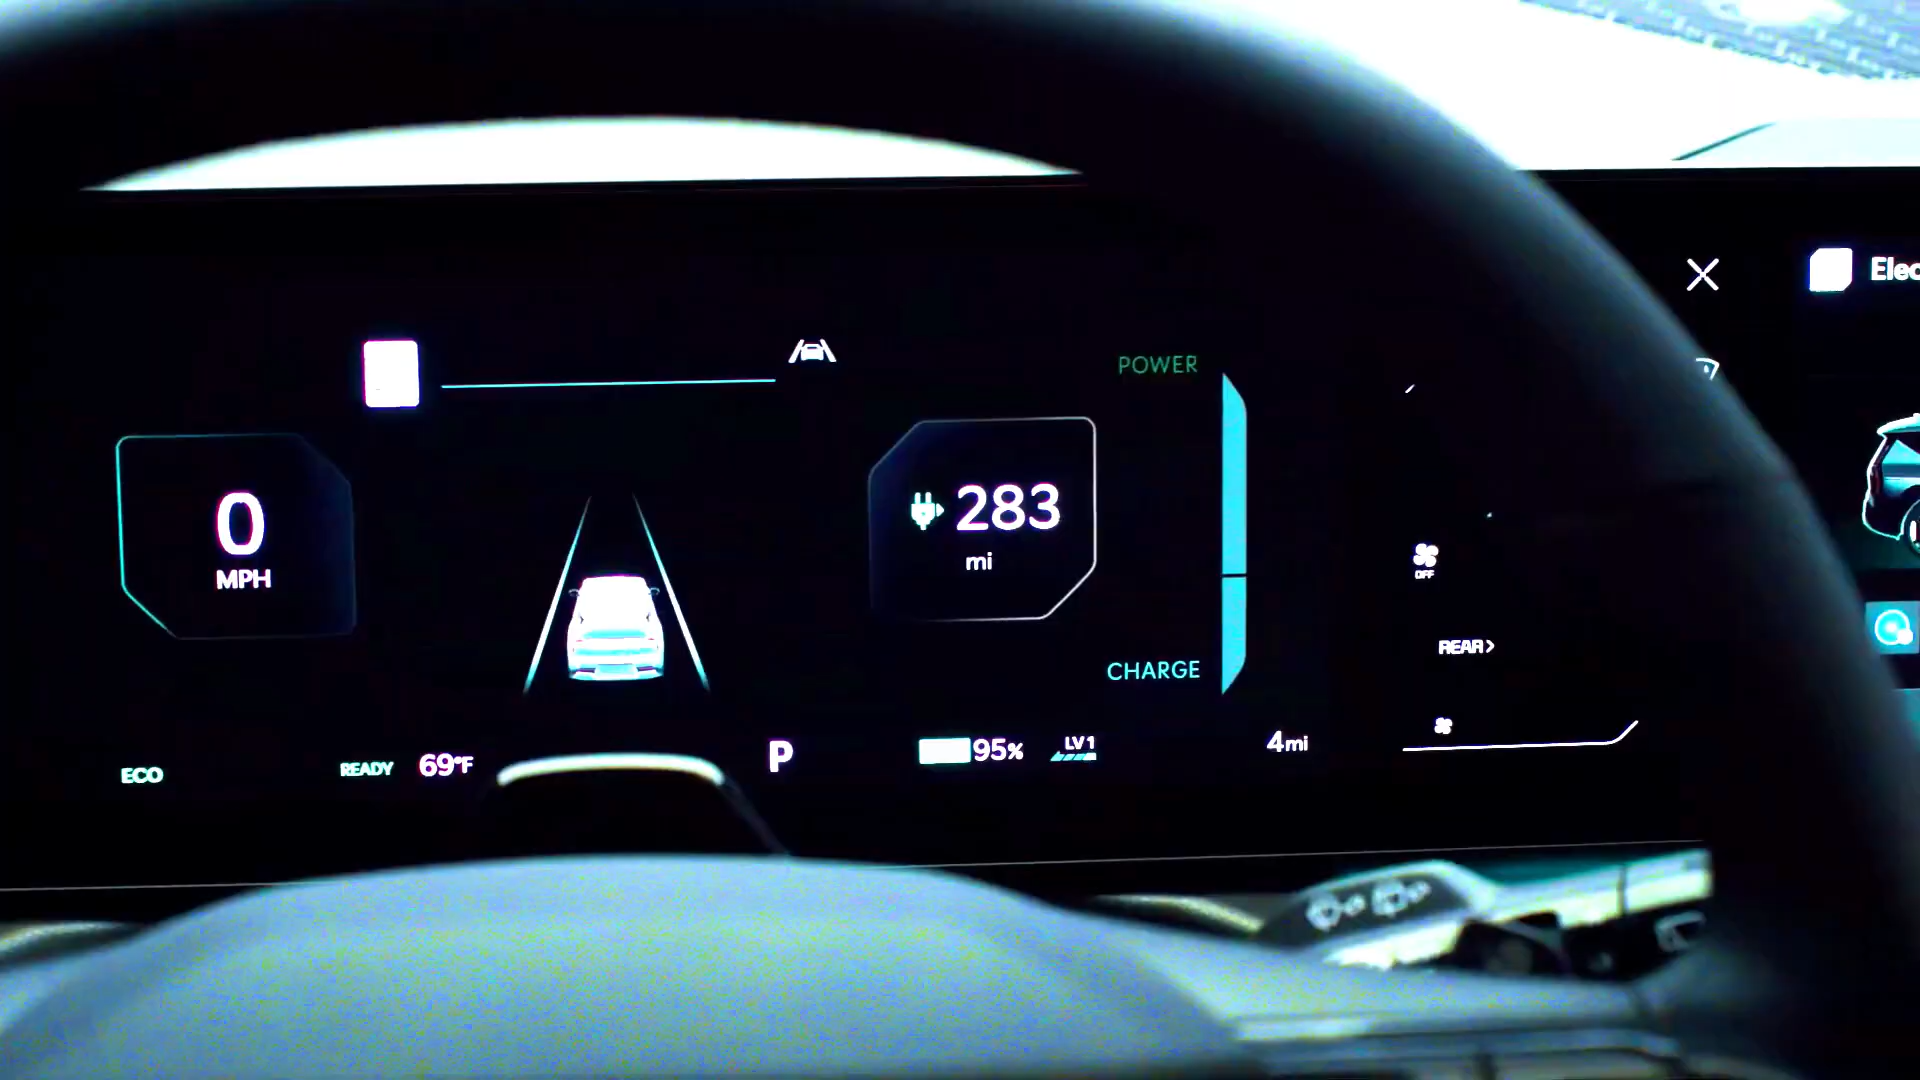 Elec
POWER
0
MPH
283
mi
OFF
REAR>
CHARGE
ECO
READY
69°F
P
95%
LV 1
4mi